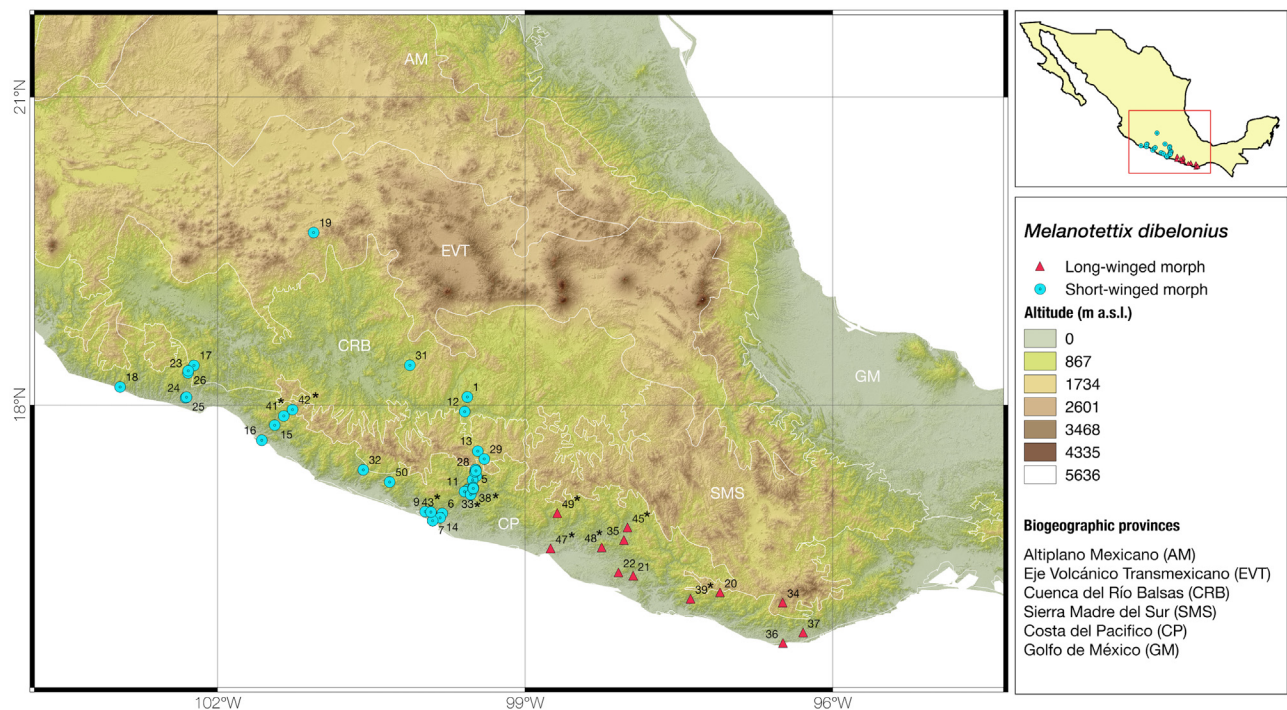 AM
21°N
19
EVT
17
23
CRB
31
26
18
24
1
GM
42*
12
18°N
41*
25
15
16
13
29
32
28
50
5
SMS
11
38*
49*
9
43*
6
33*
45*
CP
14
7
35
47*
48*
22
21
39*
20
34
37
36
102°W
99°W
96°W
Melanotettix dibelonius
Long-winged morph
Short-winged morph
Altitude (m a.s.l.)
0
867
1734
2601
3468
4335
5636
Biogeographic provinces
Altiplano Mexicano (AM)
Eje Volcánico Transmexicano (EVT)
Cuenca del Río Balsas (CRB)
Sierra Madre del Sur (SMS)
Costa del Pacifico (CP)
Golfo de México (GM)